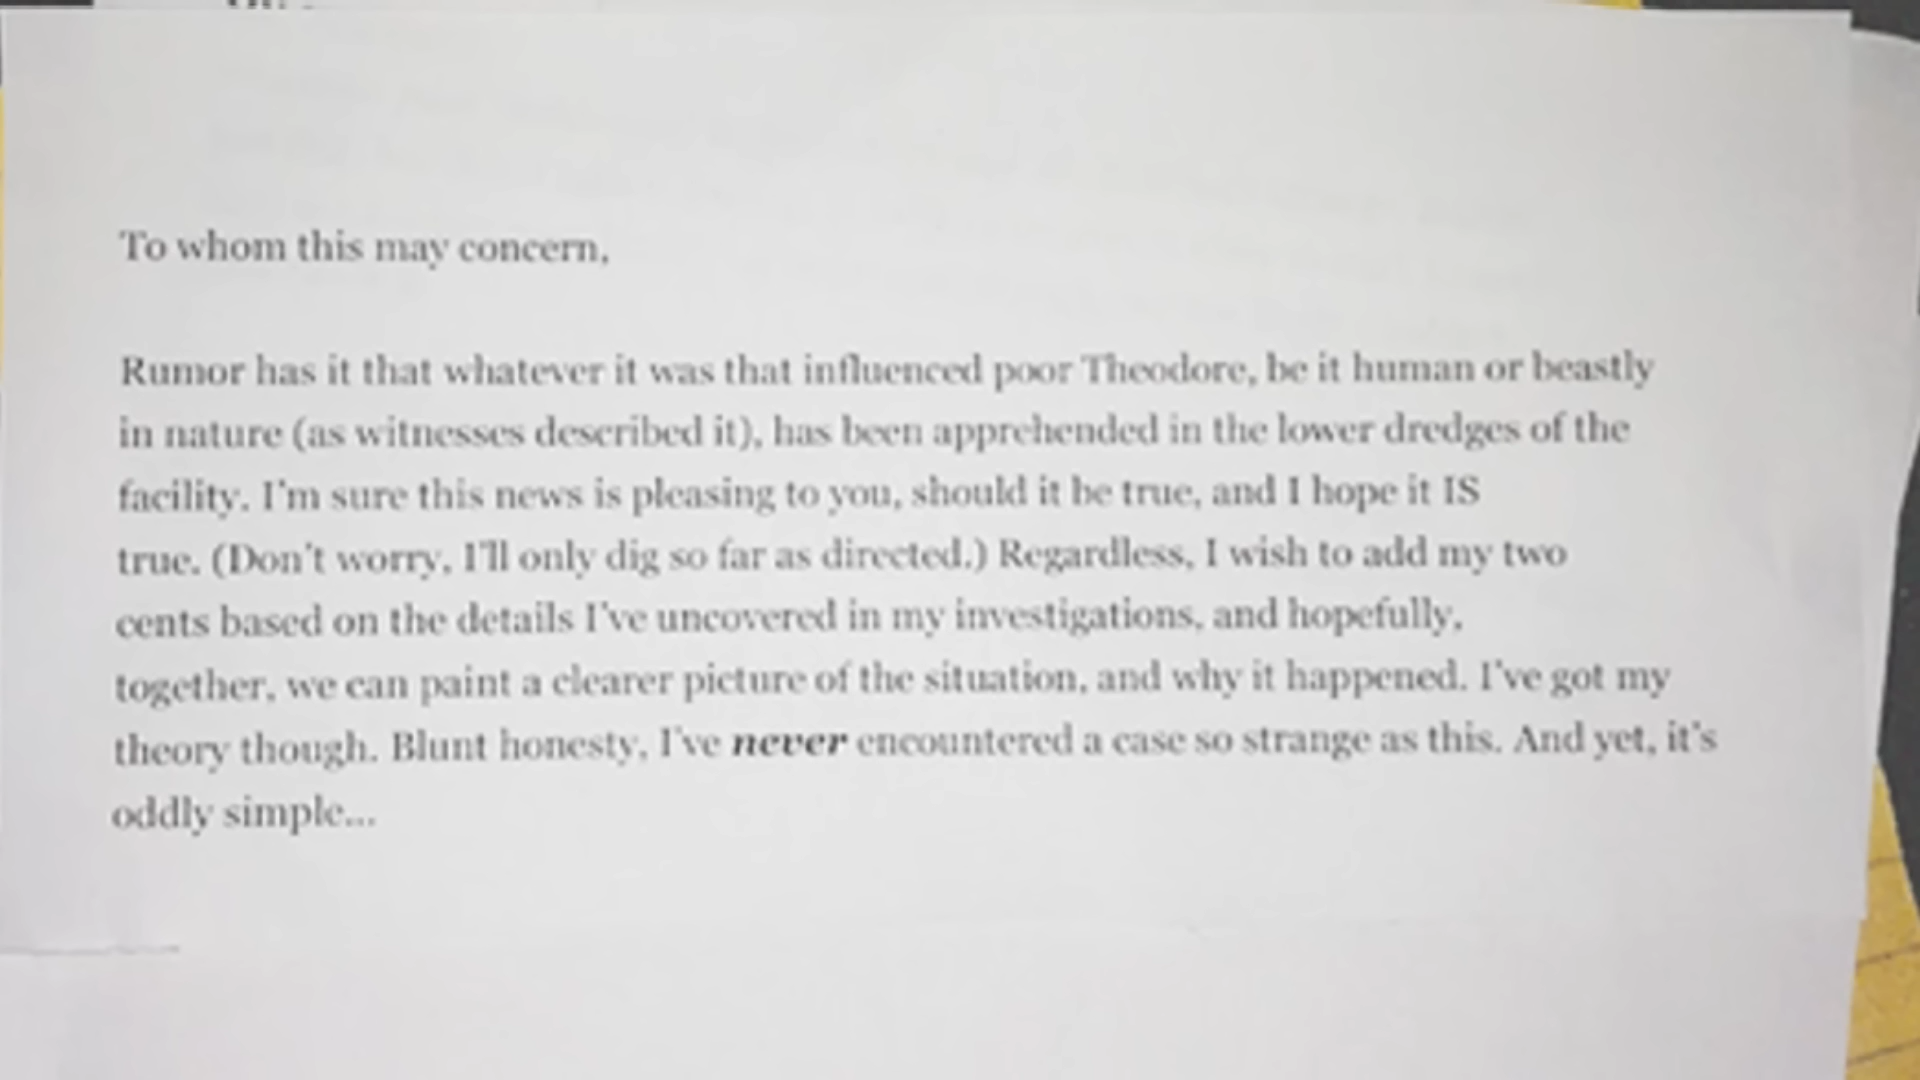 To whom this may concern,
Rumor has it that whatever it was that influenced poor Theodore, be it human or beastly
in nature (as witnesses described it), has been apprehended in the lower dredges of the
facility. I'm sure this news is pleasing to you, should it be true, and I hope it IS
true. (Don't worry, I'll only dig so far as directed.) Regardless, I wish to add my two
cents based on the details I've uncovered in my investigations, and hopefully,
together, we can paint a clearer picture of the situation, and why it happened. I've got my
theory though. Blunt honesty, I've never encountered a case so strange as this. And yet, it's
oddly simple...